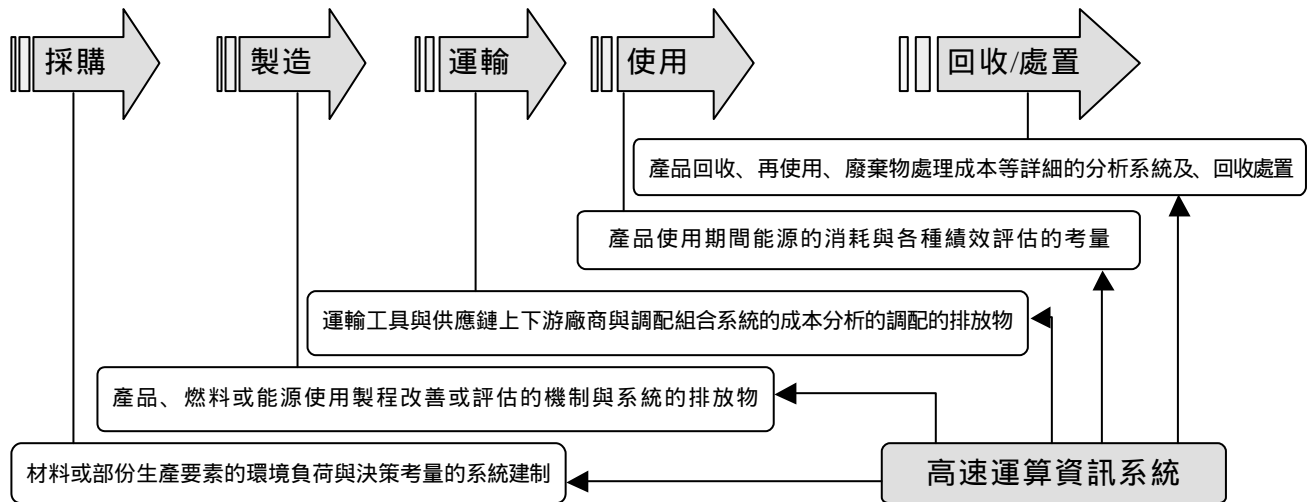 採購
製造
運輸
使用
回收/處置
產品回收、再使用、廢棄物處理成本等詳細的分析系統及、回收處置
產品使用期間能源的消耗與各種績效評估的考量
運輸工具與供應鏈上下游廠商與調配組合系統的成本分析的調配的排放物
產品、燃料或能源使用製程改善或評估的機制與系統的排放物
材料或部份生產要素的環境負荷與決策考量的系統建制
高速運算資訊系統